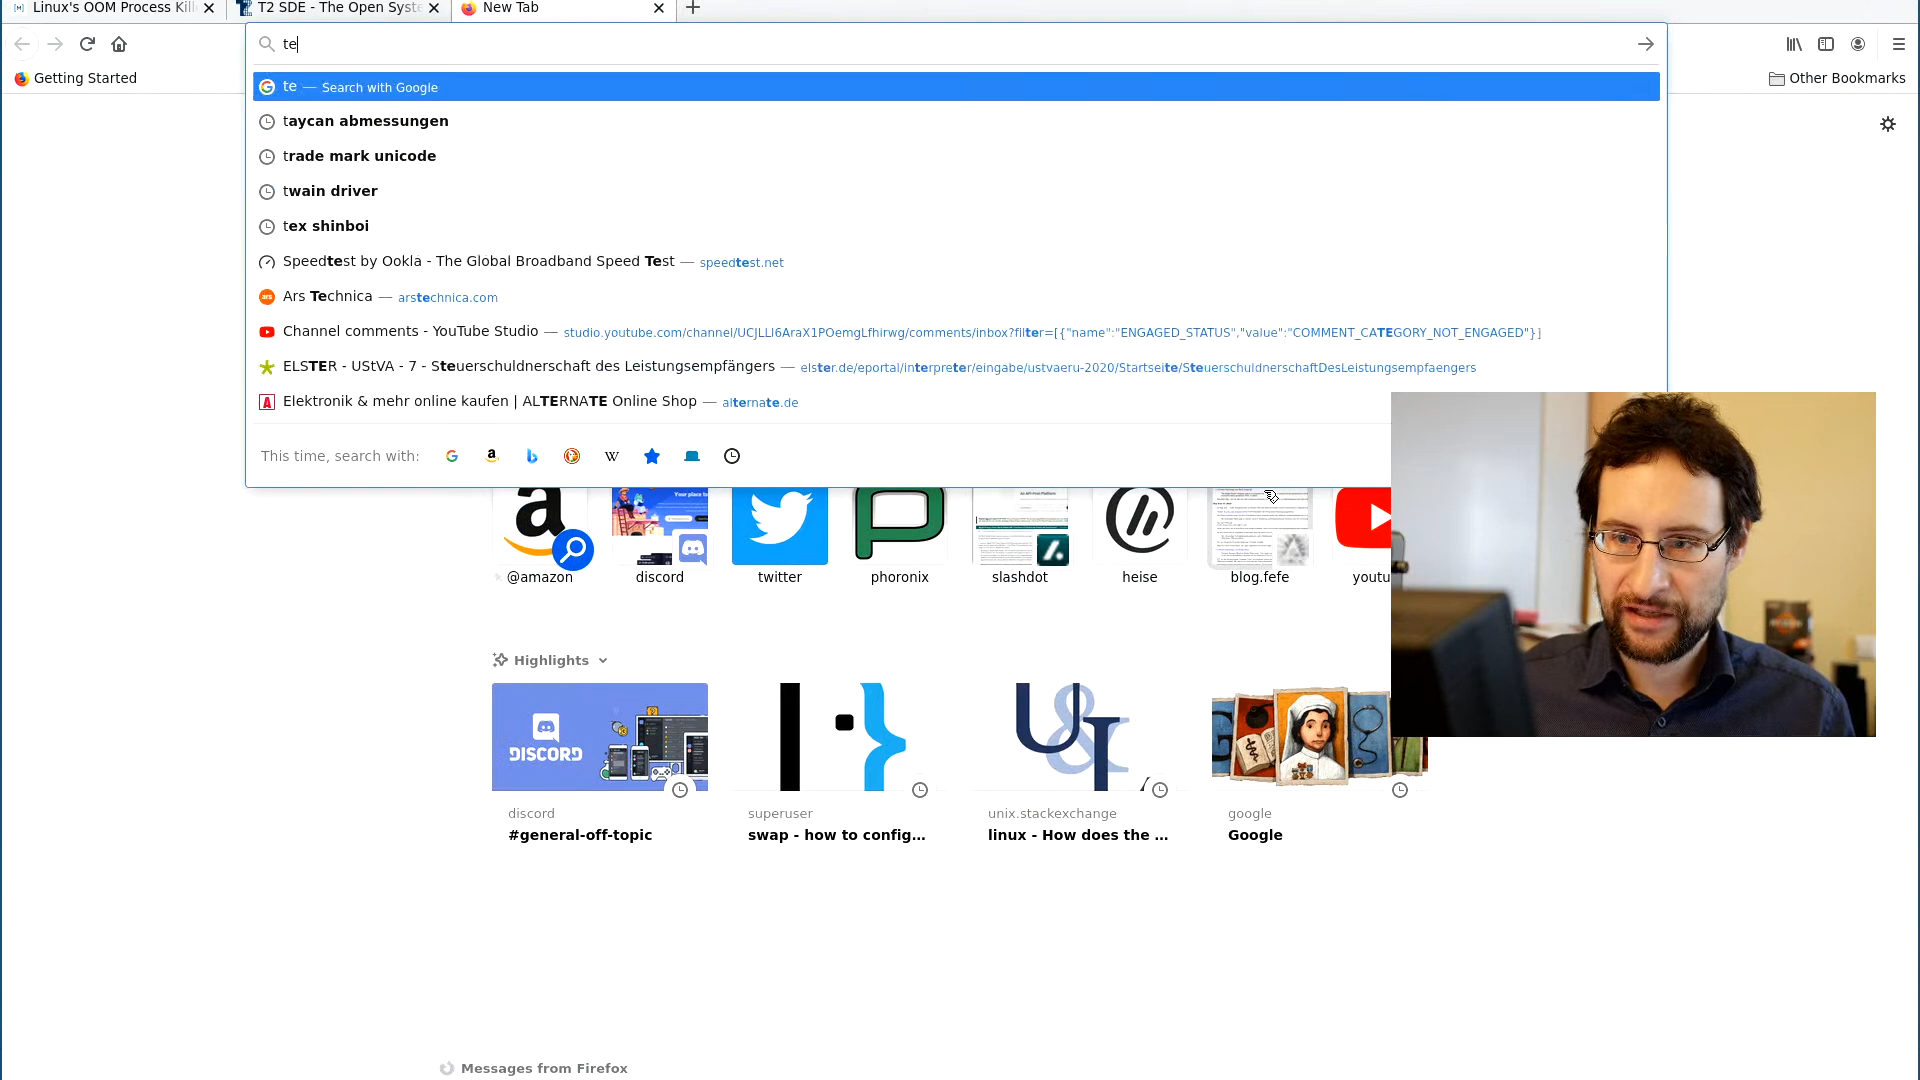 Linux's OOM Process Kill
T2 SDE - The Open Syste
New Tab
te
Getting Started
Other Bookmarks
te — Search with Google
taycan abmessungen
trade mark unicode
twain driver
tex shinboi
Speedtest by Ookla - The Global Broadband Speed Test — speedtest.net
Ars Technica — arstechnica.com
Channel comments - YouTube Studio — studio.youtube.com/channel/UCJLLl6AraX1POemgLfhirwg/comments/inbox?filter=[{"name":"ENGAGED_STATUS","value":"COMMENT_CATEGORY_NOT_ENGAGED"}]
ELSTER - UStVA - 7 - Steuerschuldnerschaft des Leistungsempfängers — elster.de/eportal/interpreter/eingabe/ustvaeru-2020/Startseite/SteuerschuldnerschaftDesLeistungsempfaengers
Elektronik & mehr online kaufen | ALTERNATE Online Shop — alternate.de
This time, search with:
Your place to
@amazon
discord
twitter
phoronix
slashdot
heise
blog.fefe
youtu
Highlights
DISCORD
discord
#general-off-topic
superuser
swap - how to config...
unix.stackexchange
linux - How does the ...
google
Google
Messages from Firefox